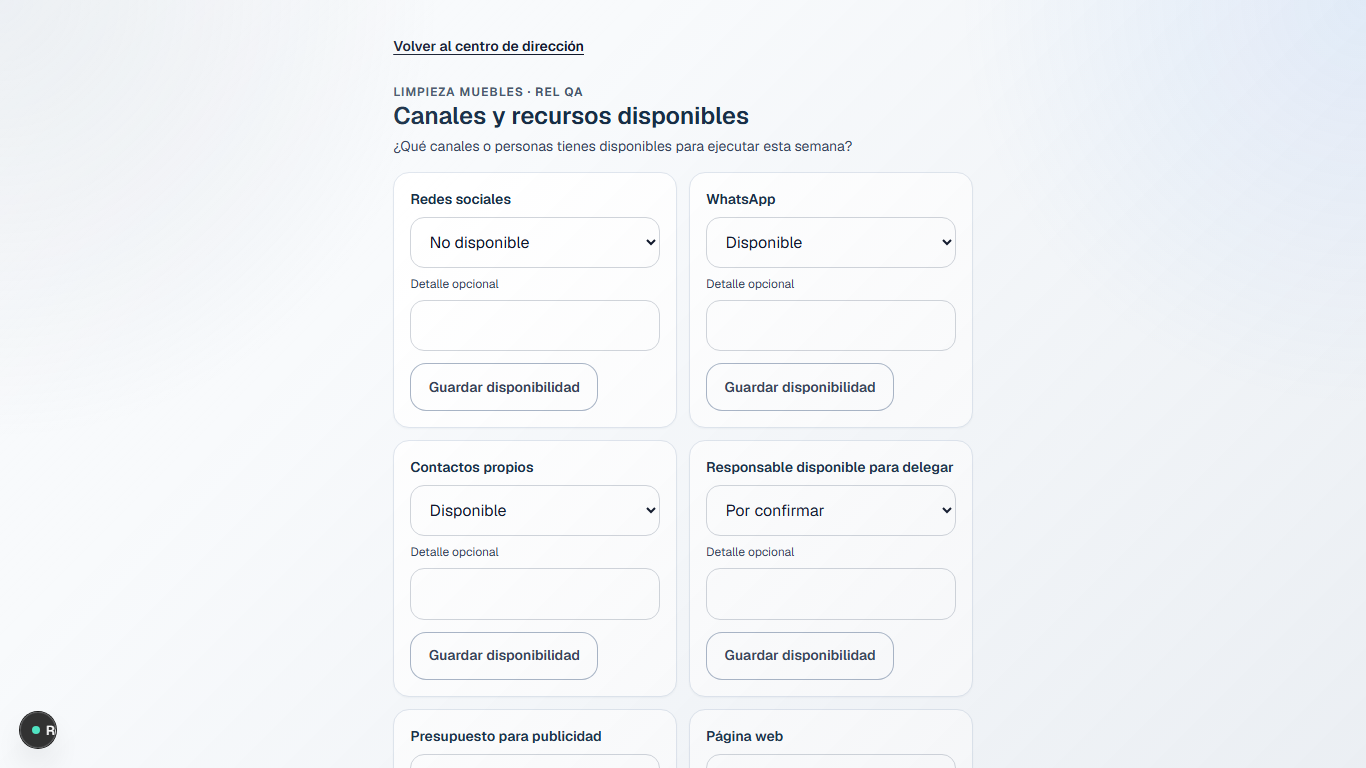 Volver al centro de dirección
LIMPIEZA MUEBLES · REL QA
Canales y recursos disponibles
¿Qué canales o personas tienes disponibles para ejecutar esta semana?
Redes sociales
No disponible
Detalle opcional
Guardar disponibilidad
WhatsApp
Disponible
Detalle opcional
Guardar disponibilidad
Contactos propios
Disponible
Detalle opcional
Guardar disponibilidad
Responsable disponible para delegar
Por confirmar
Detalle opcional
Guardar disponibilidad
Presupuesto para publicidad
Página web